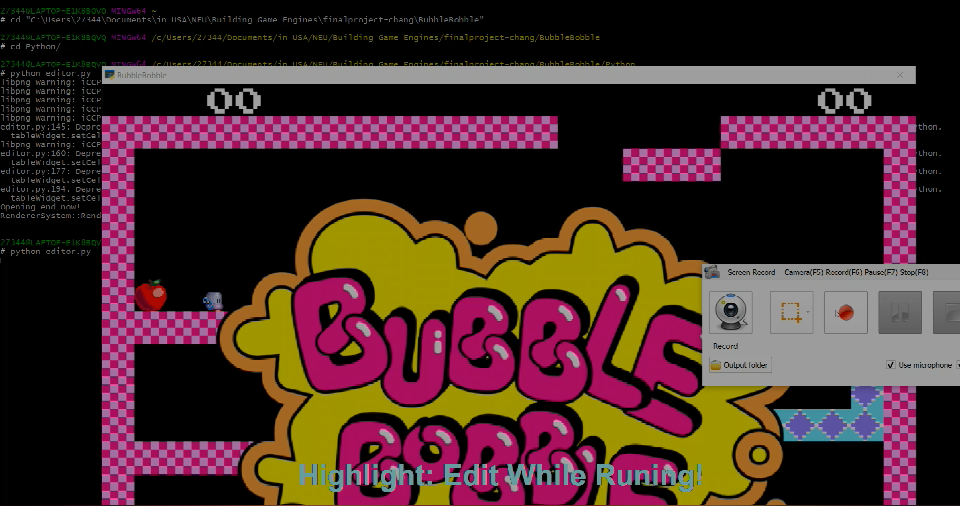 27344@LAPTOP-E1K8BQVQ MINGW64 ~
# cd "C:\Users\27344\Documents\in USA\NEU\Building Game Engines\finalproject-chang\BubbleBobble"
27344@LAPTOP-E1K8BQVQ MINGW64 /c/Users/27344/Documents/in USA/NEU/Building Game Engines/finalproject-chang/BubbleBobble
# cd Python/
27344@LAPTOP-E1K8BQVQ MINGW64 /c/Users/27344/Documents/in USA/NEU/Building Game Engines/finalproject-chang/BubbleBobble/Python
# python editor.py
BubbleBobble
libpng warning: iCCP
libpng warning: iCCP
libpng warning: iCCP
libpng warning: iCCP
libpng warning: iCCP
00
00
editor.py:145: Depre
thon.
tableWidget.setCel
libpng warning: iCCP
editor.py:160: Depre
thon.
tableWidget.setCel
editor.py:177: Depre
thon.
tableWidget.setCel
editor.py:194: Depre
thon.
tableWidget.setCel
Opening end now!
RendererSystem::Rend
27344@LAPTOP-E1K8BQVQ
# python editor.py
Screen Record
Camera(F5) Record(F6) Pause(F7) Stop(F8)
Record
Output folder
Use microphone
BUBBLE
BOBBLE
Highlight: Edit While Runing!